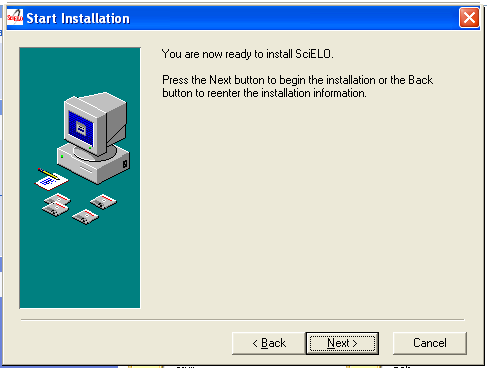 SciELO Start Installation
You are now ready to install SciELO.
Press the Next button to begin the installation or the Back
button to reenter the installation information.
< Back Next > Cancel